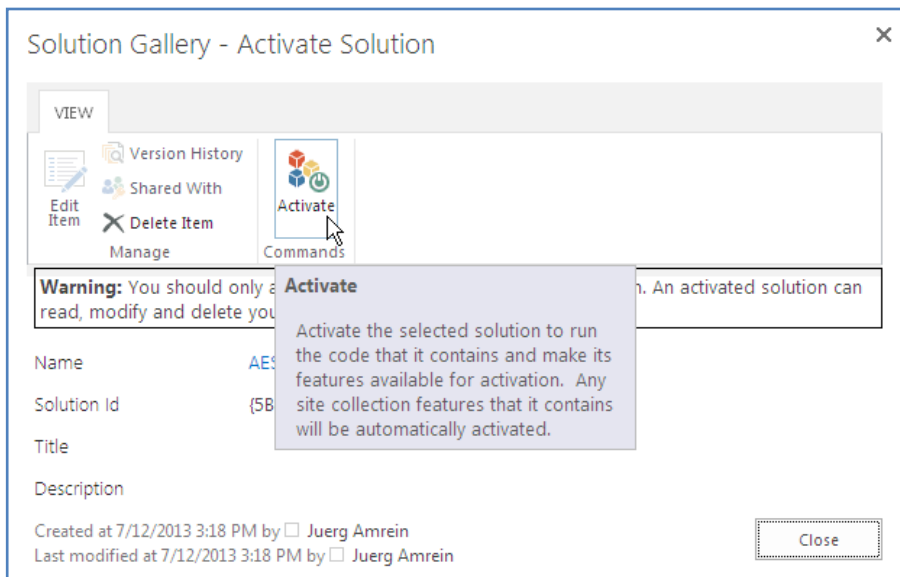 Solution Gallery - Activate Solution
VIEW
Edit
Item
Version History
Shared With
Delete Item
Manage
Activate
Commands
Warning: You should only a
n. An activated solution can
read, modify and delete you
Activate
Activate the selected solution to run
the code that it contains and make its
features available for activation. Any
site collection features that it contains
will be automatically activated.
Name AES
Solution Id {5B
Title
Description
Created at 7/12/2013 3:18 PM by Juerg Amrein
Last modified at 7/12/2013 3:18 PM by Juerg Amrein
Close